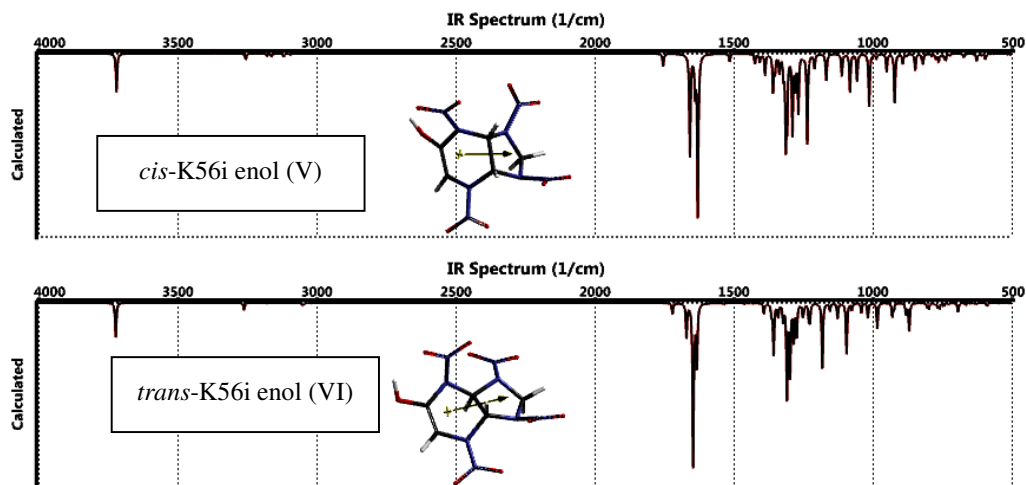 IR Spectrum (1/cm)
4000 3500 3000 2500 2000 1500 1000 500
Calculated
cis-K56i enol (V)
IR Spectrum (1/cm)
4000 3500 3000 2500 2000 1500 1000 500
Calculated
trans-K56i enol (VI)